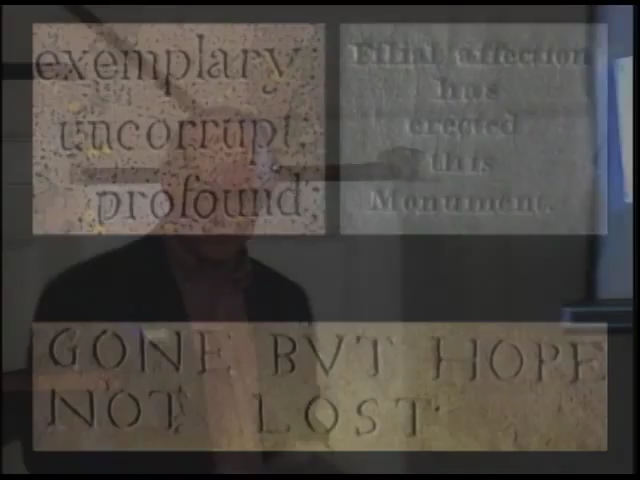 exemplary
uncorrupt,
profound,
Filial affection
has
erected
this
Monument.
GONE BVT HOPE
NOT LOST